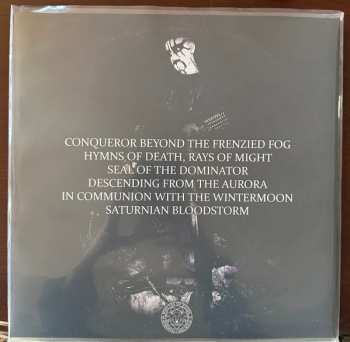 CONQUEROR BEYOND THE FRENZIED FOG
HYMNS OF DEATH, RAYS OF MIGHT
SEAL OF THE DOMINATOR
DESCENDING FROM THE AURORA
IN COMMUNION WITH THE WINTERMOON
SATURNIAN BLOODSTORM